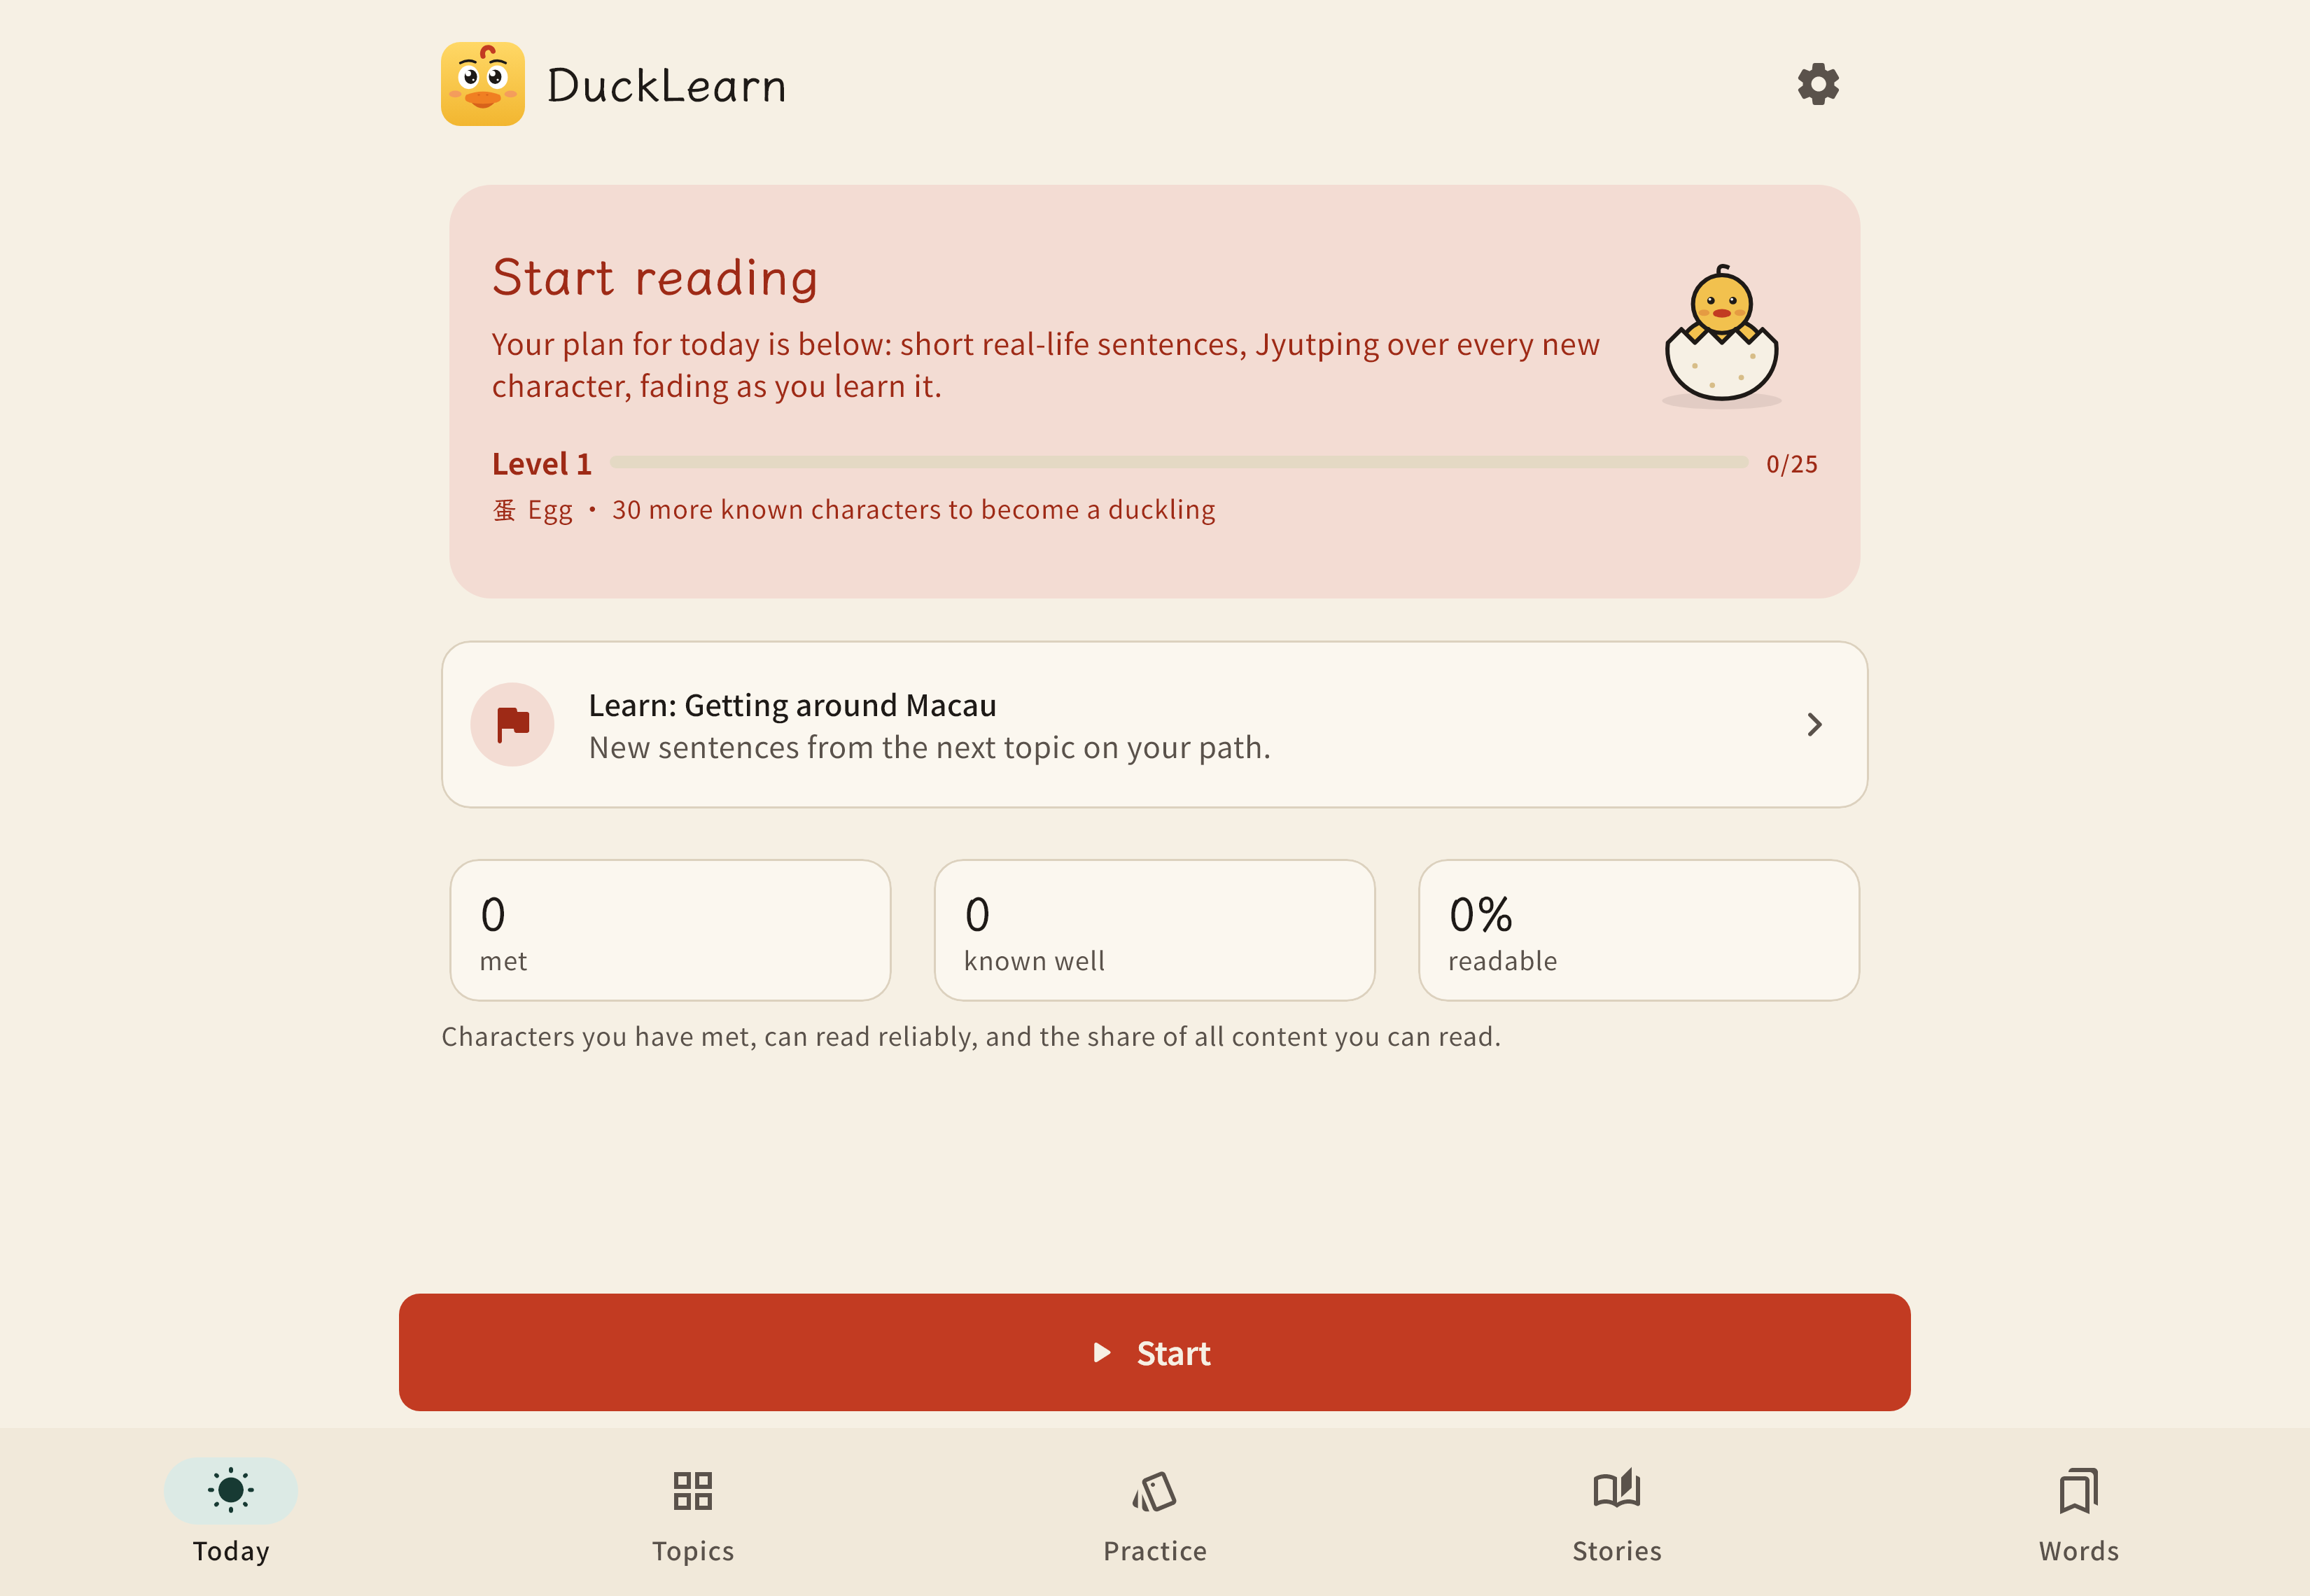 DuckLearn
Start reading
Your plan for today is below: short real-life sentences, Jyutping over every new
character, fading as you learn it.
Level 1 0/25
蛋 Egg • 30 more known characters to become a duckling
Learn: Getting around Macau
New sentences from the next topic on your path.
0 0 0%
met known well readable
Characters you have met, can read reliably, and the share of all content you can read.
Start
Today Topics Practice Stories Words